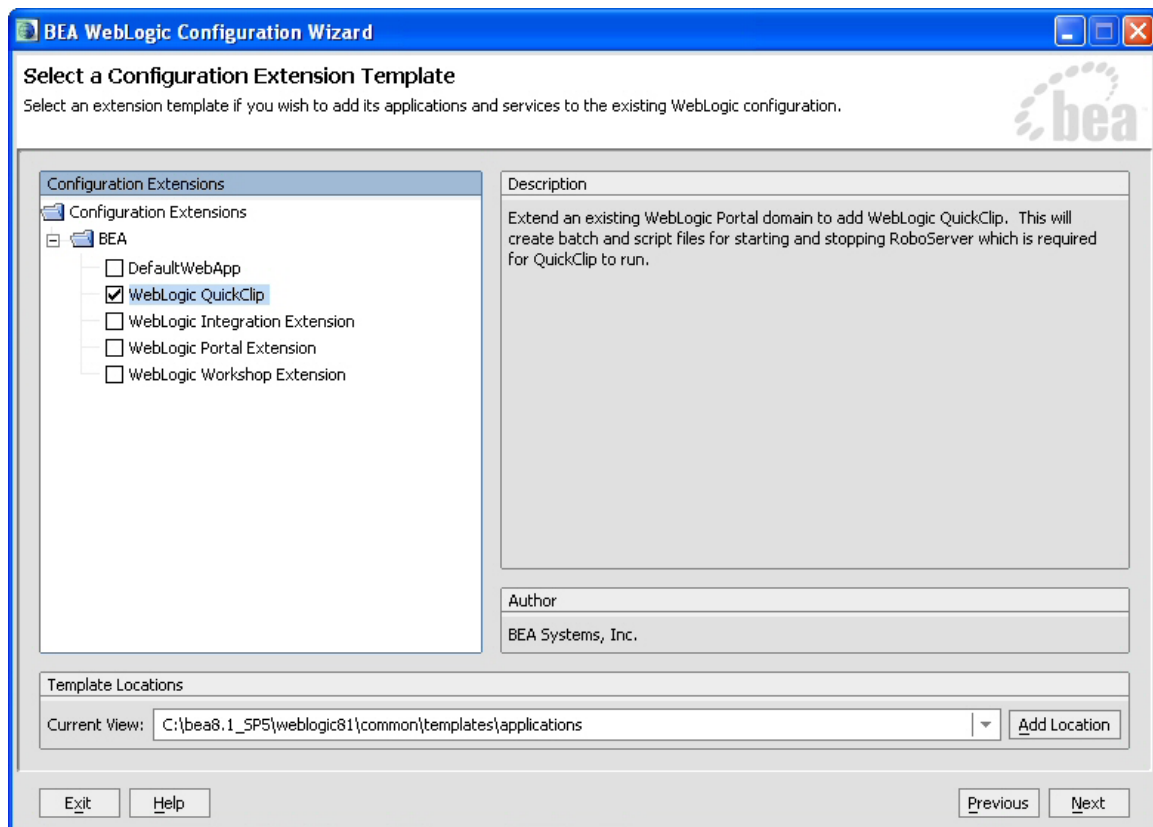 BEA WebLogic Configuration Wizard
Select a Configuration Extension Template
Select an extension template if you wish to add its applications and services to the existing WebLogic configuration.
bea
Configuration Extensions
Configuration Extensions
BEA
DefaultWebApp
WebLogic QuickClip
WebLogic Integration Extension
WebLogic Portal Extension
WebLogic Workshop Extension
Description
Extend an existing WebLogic Portal domain to add WebLogic QuickClip. This will
create batch and script files for starting and stopping RoboServer which is required
for QuickClip to run.
Author
BEA Systems, Inc.
Template Locations
Current View: C:\bea8.1_SP5\weblogic81\common\templates\applications Add Location
Exit Help Previous Next